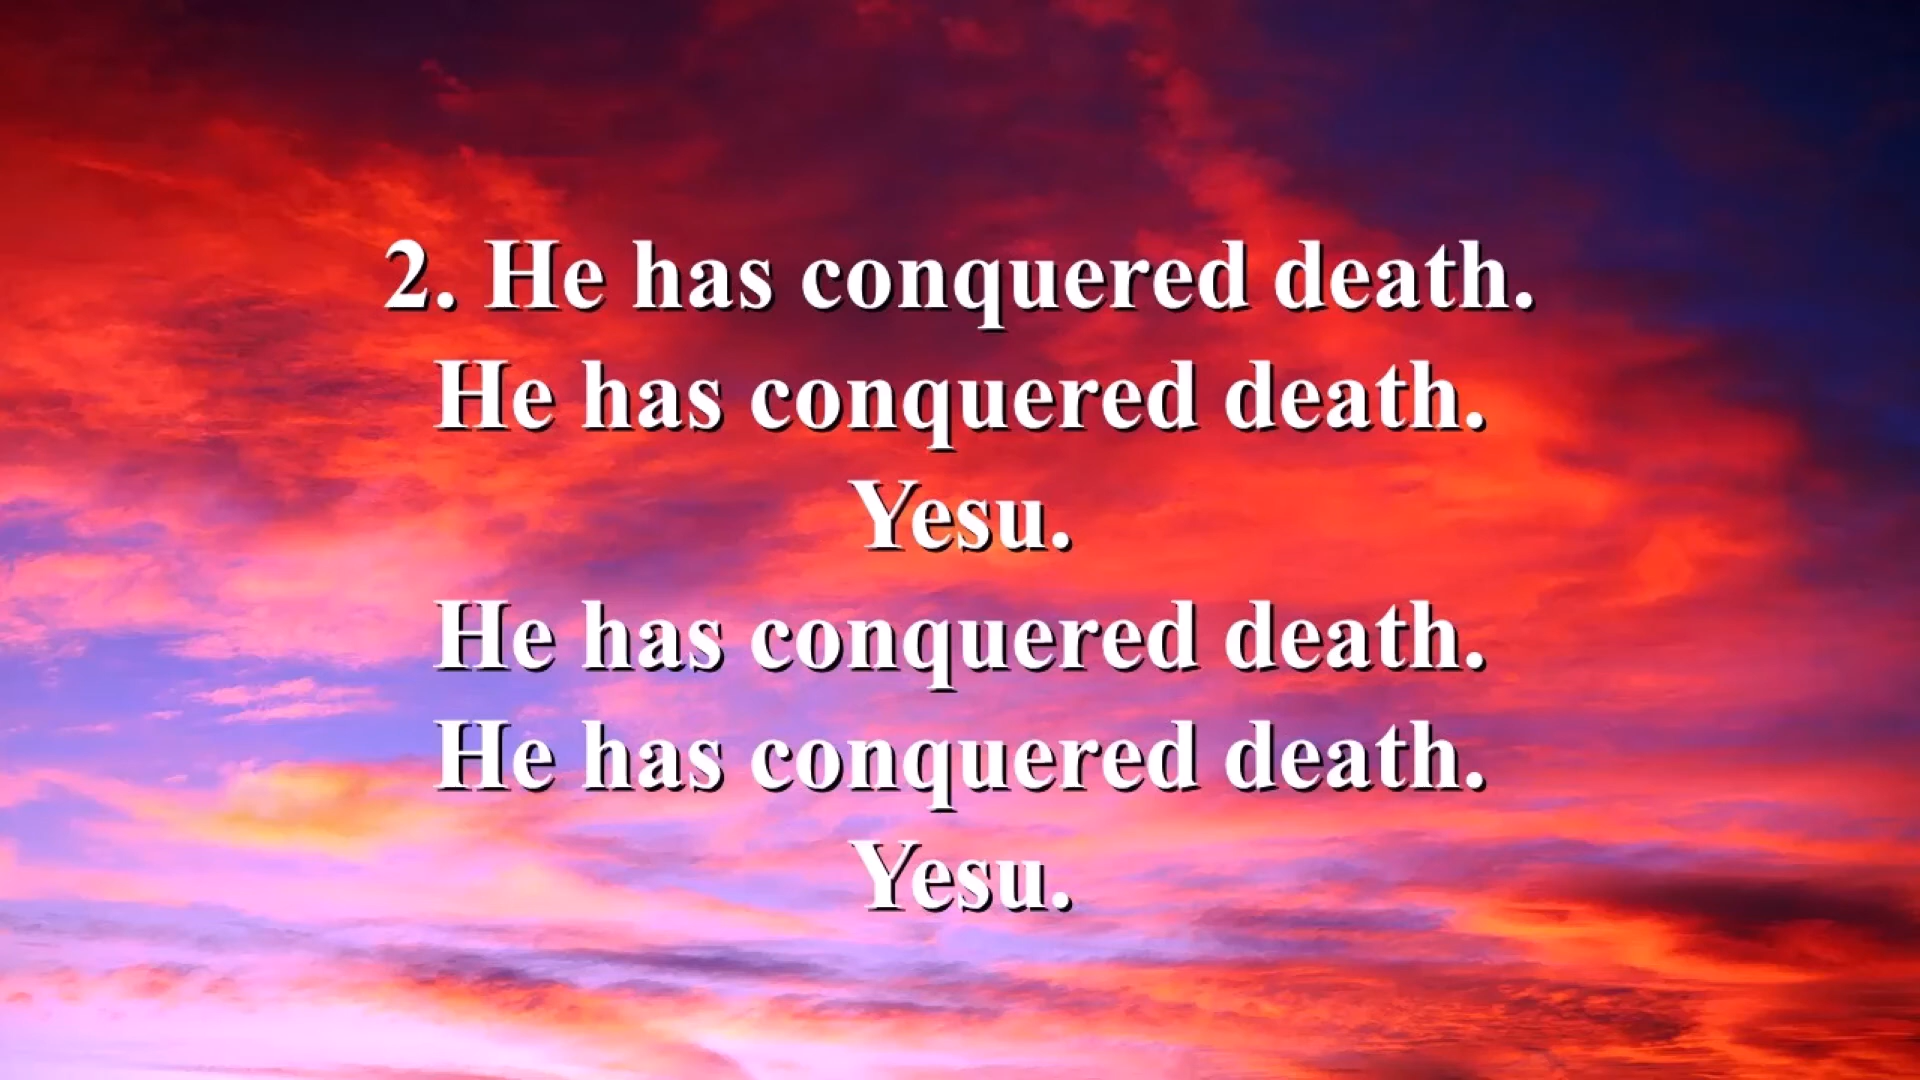 2. He has conquered death.
He has conquered death.
Yesu.
He has conquered death.
He has conquered death.
Yesu.